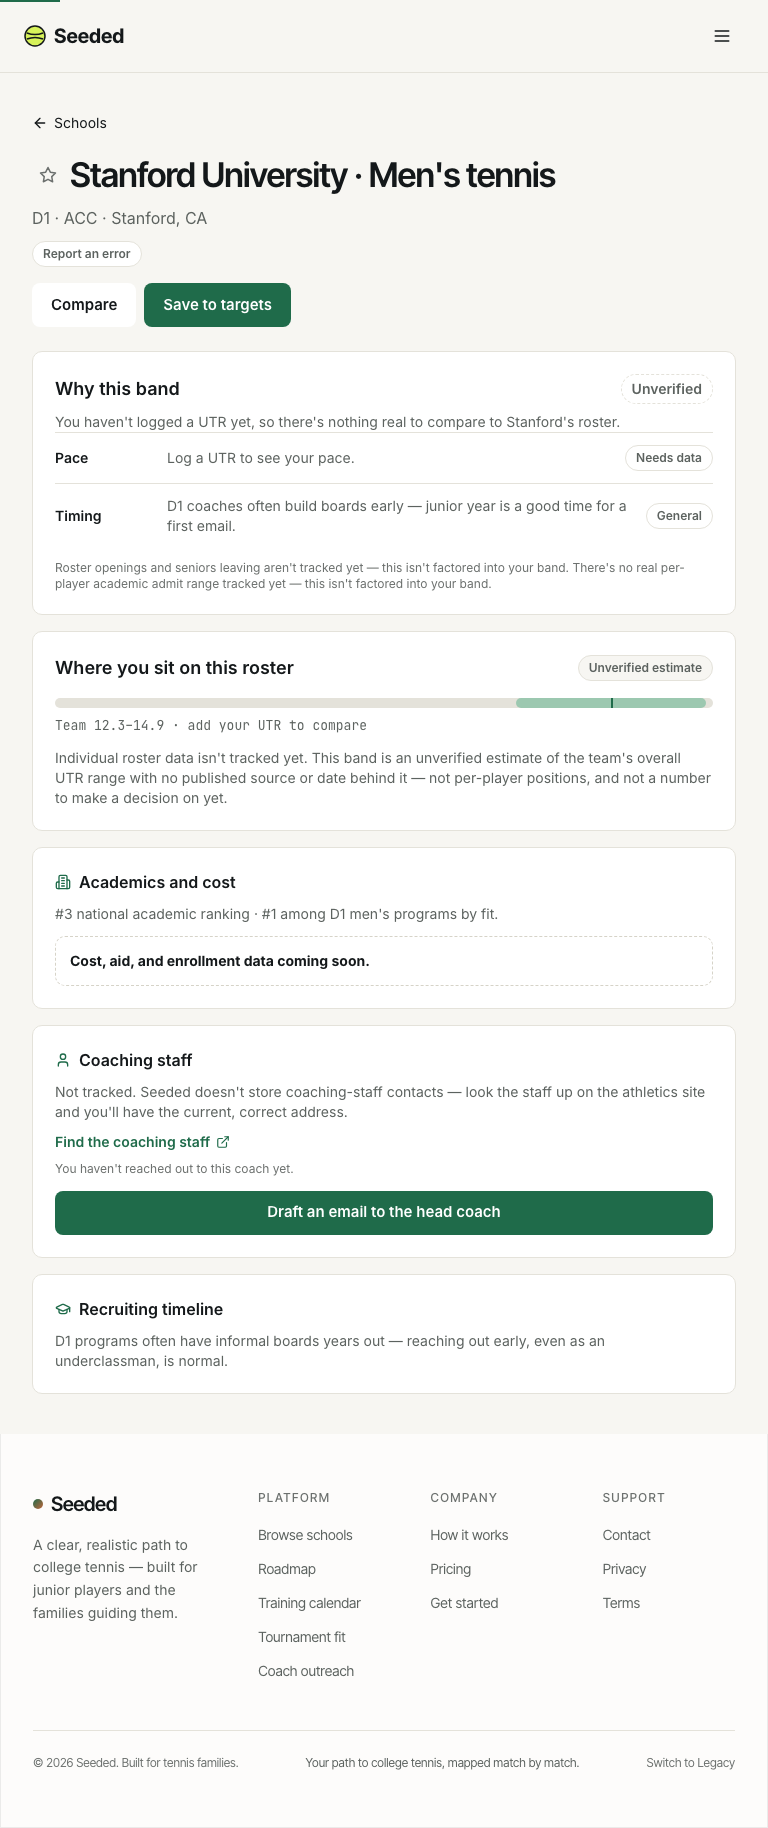 Seeded
Schools
Stanford University · Men's tennis
D1 · ACC · Stanford, CA
Report an error
Compare
Save to targets
Why this band
Unverified
You haven't logged a UTR yet, so there's nothing real to compare to Stanford's roster.
Pace
Log a UTR to see your pace.
Needs data
Timing
D1 coaches often build boards early — junior year is a good time for a
first email.
General
Roster openings and seniors leaving aren't tracked yet — this isn't factored into your band. There's no real per-
player academic admit range tracked yet — this isn't factored into your band.
Where you sit on this roster
Unverified estimate
Team 12.3–14.9 · add your UTR to compare
Individual roster data isn't tracked yet. This band is an unverified estimate of the team's overall
UTR range with no published source or date behind it — not per-player positions, and not a number
to make a decision on yet.
Academics and cost
#3 national academic ranking · #1 among D1 men's programs by fit.
Cost, aid, and enrollment data coming soon.
Coaching staff
Not tracked. Seeded doesn't store coaching-staff contacts — look the staff up on the athletics site
and you'll have the current, correct address.
Find the coaching staff
You haven't reached out to this coach yet.
Draft an email to the head coach
Recruiting timeline
D1 programs often have informal boards years out — reaching out early, even as an
underclassman, is normal.
Seeded
A clear, realistic path to
college tennis — built for
junior players and the
families guiding them.
PLATFORM
Browse schools
Roadmap
Training calendar
Tournament fit
Coach outreach
COMPANY
How it works
Pricing
Get started
SUPPORT
Contact
Privacy
Terms
© 2026 Seeded. Built for tennis families.
Your path to college tennis, mapped match by match.
Switch to Legacy